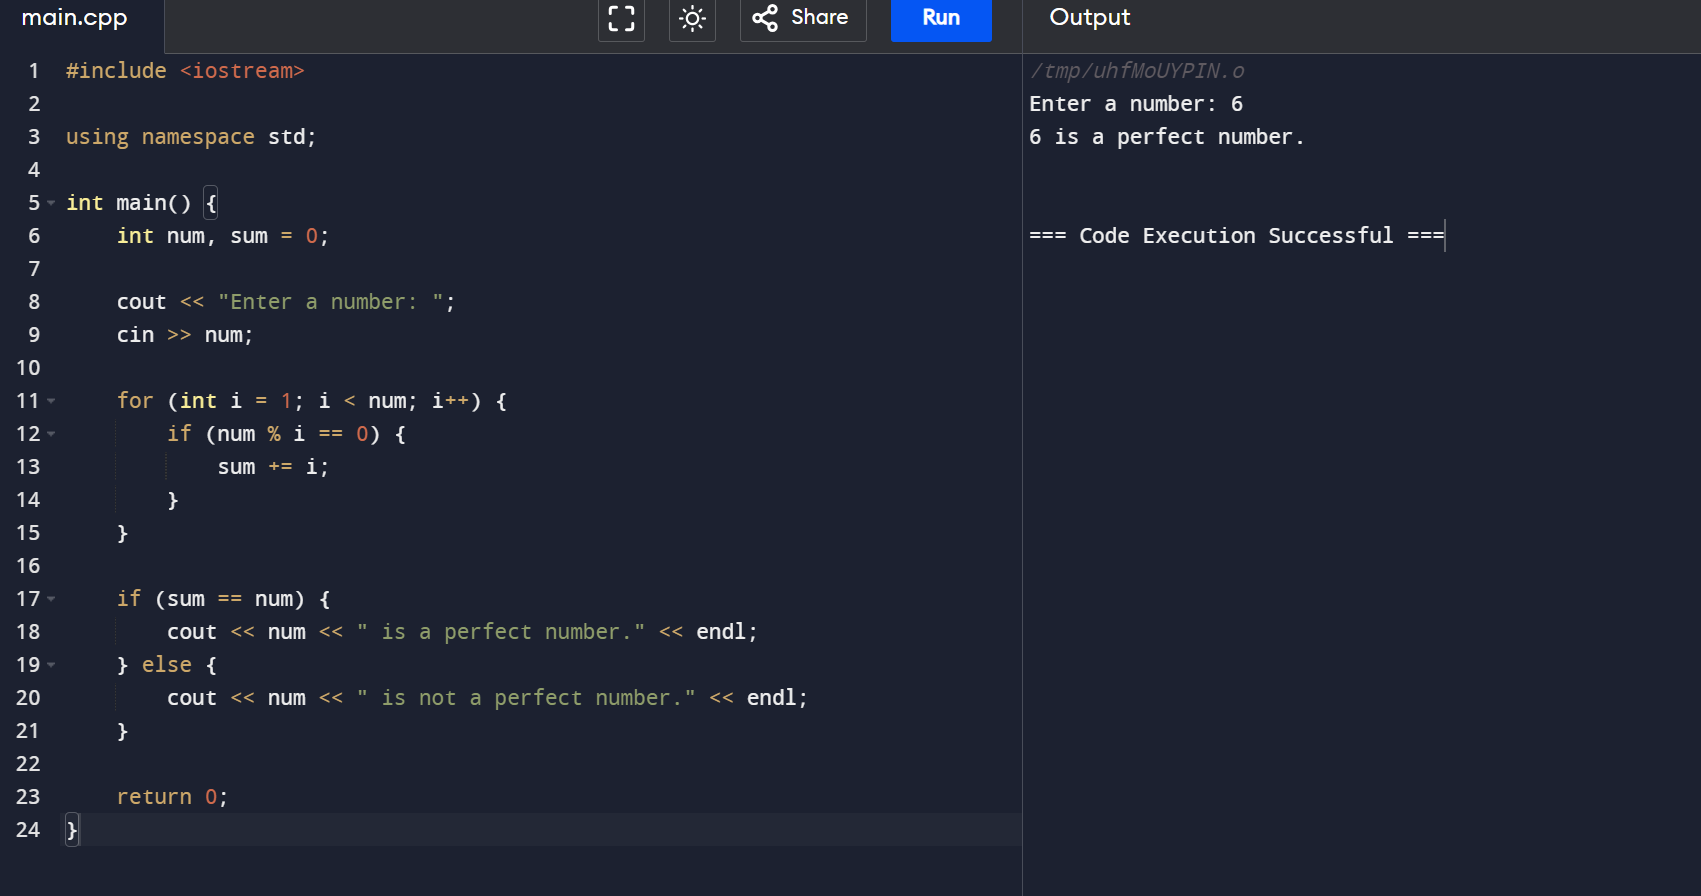 main.cpp
Share
Run
Output
1 #include <iostream>
2
3 using namespace std;
4
5 int main() {
6     int num, sum = 0;
7
8     cout << "Enter a number: ";
9     cin >> num;
10
11     for (int i = 1; i < num; i++) {
12         if (num % i == 0) {
13             sum += i;
14         }
15     }
16
17     if (sum == num) {
18         cout << num << " is a perfect number." << endl;
19     } else {
20         cout << num << " is not a perfect number." << endl;
21     }
22
23     return 0;
24 }
/tmp/uhfMoUYPIN.o
Enter a number: 6
6 is a perfect number.
=== Code Execution Successful ===